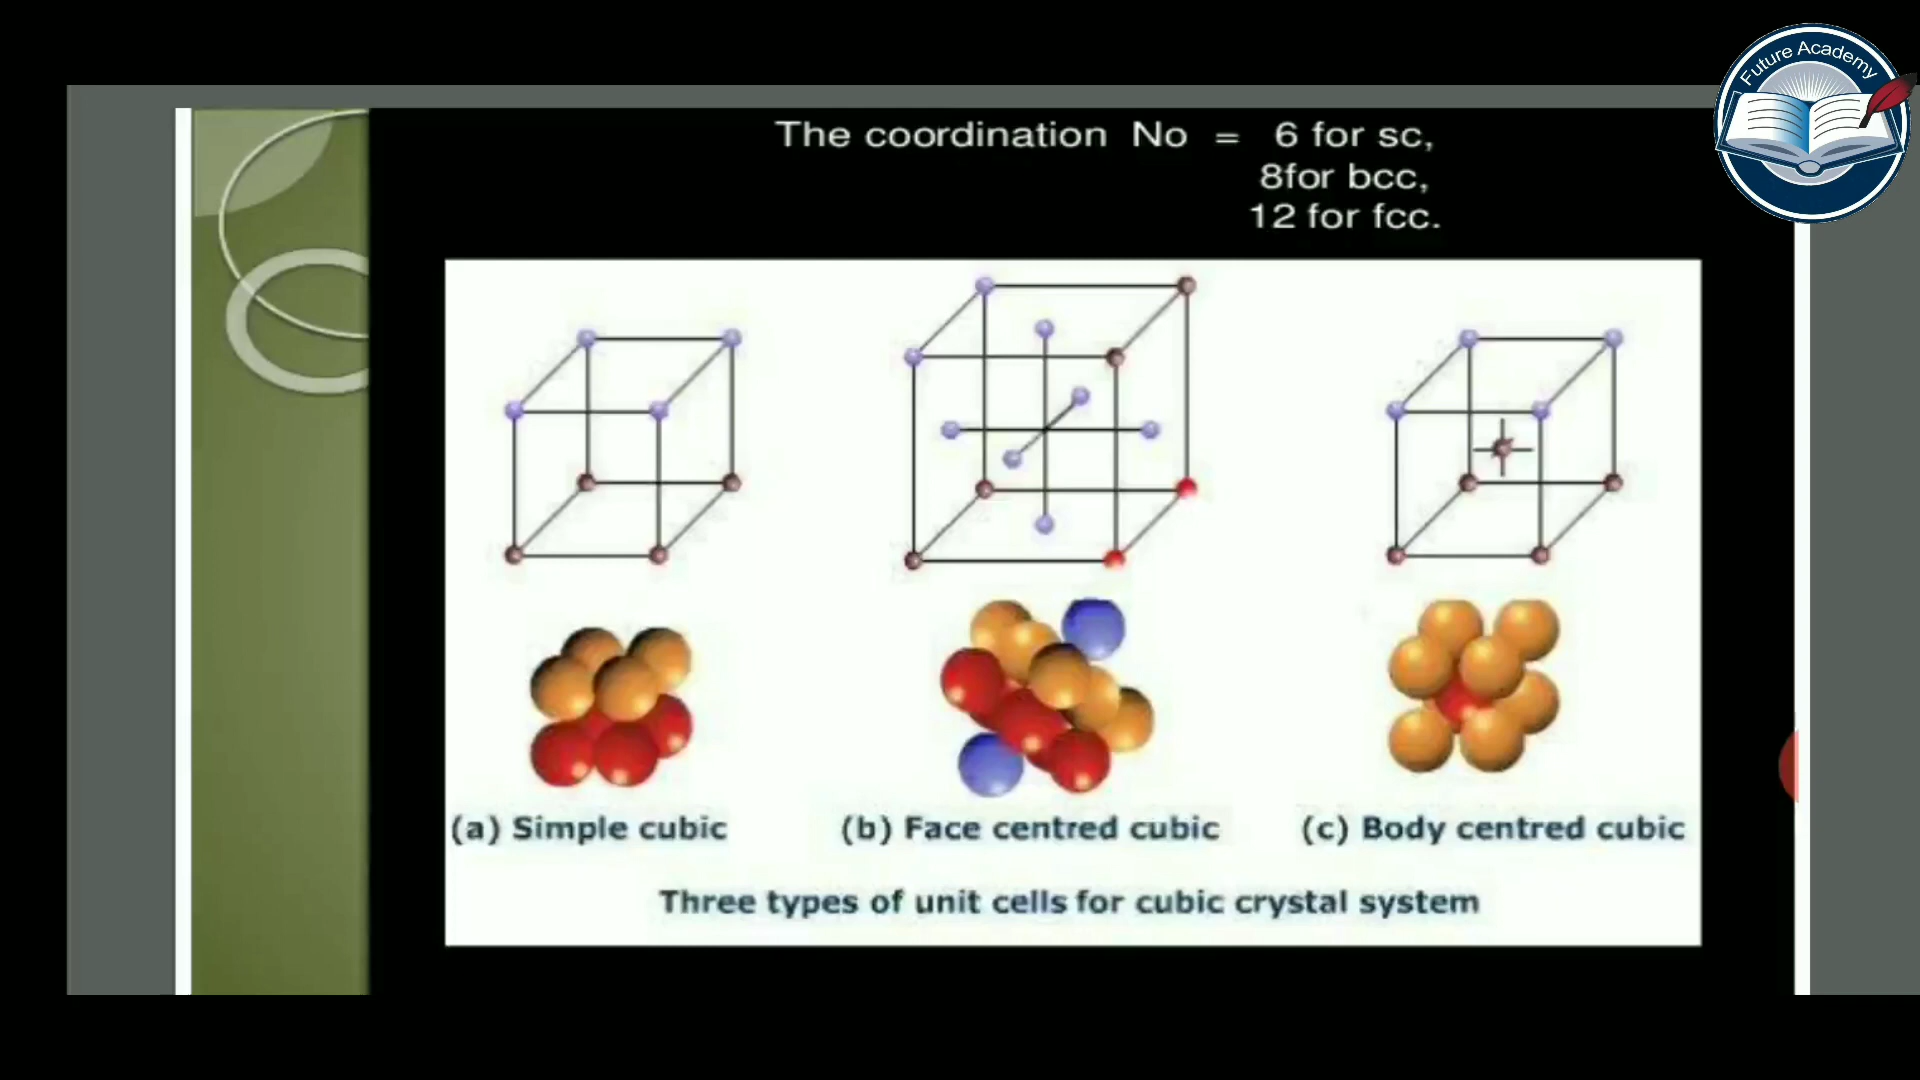 Future Academy
The coordination No = 6 for sc,
8for bcc,
12 for fcc.
(a) Simple cubic
(b) Face centred cubic
(c) Body centred cubic
Three types of unit cells for cubic crystal system